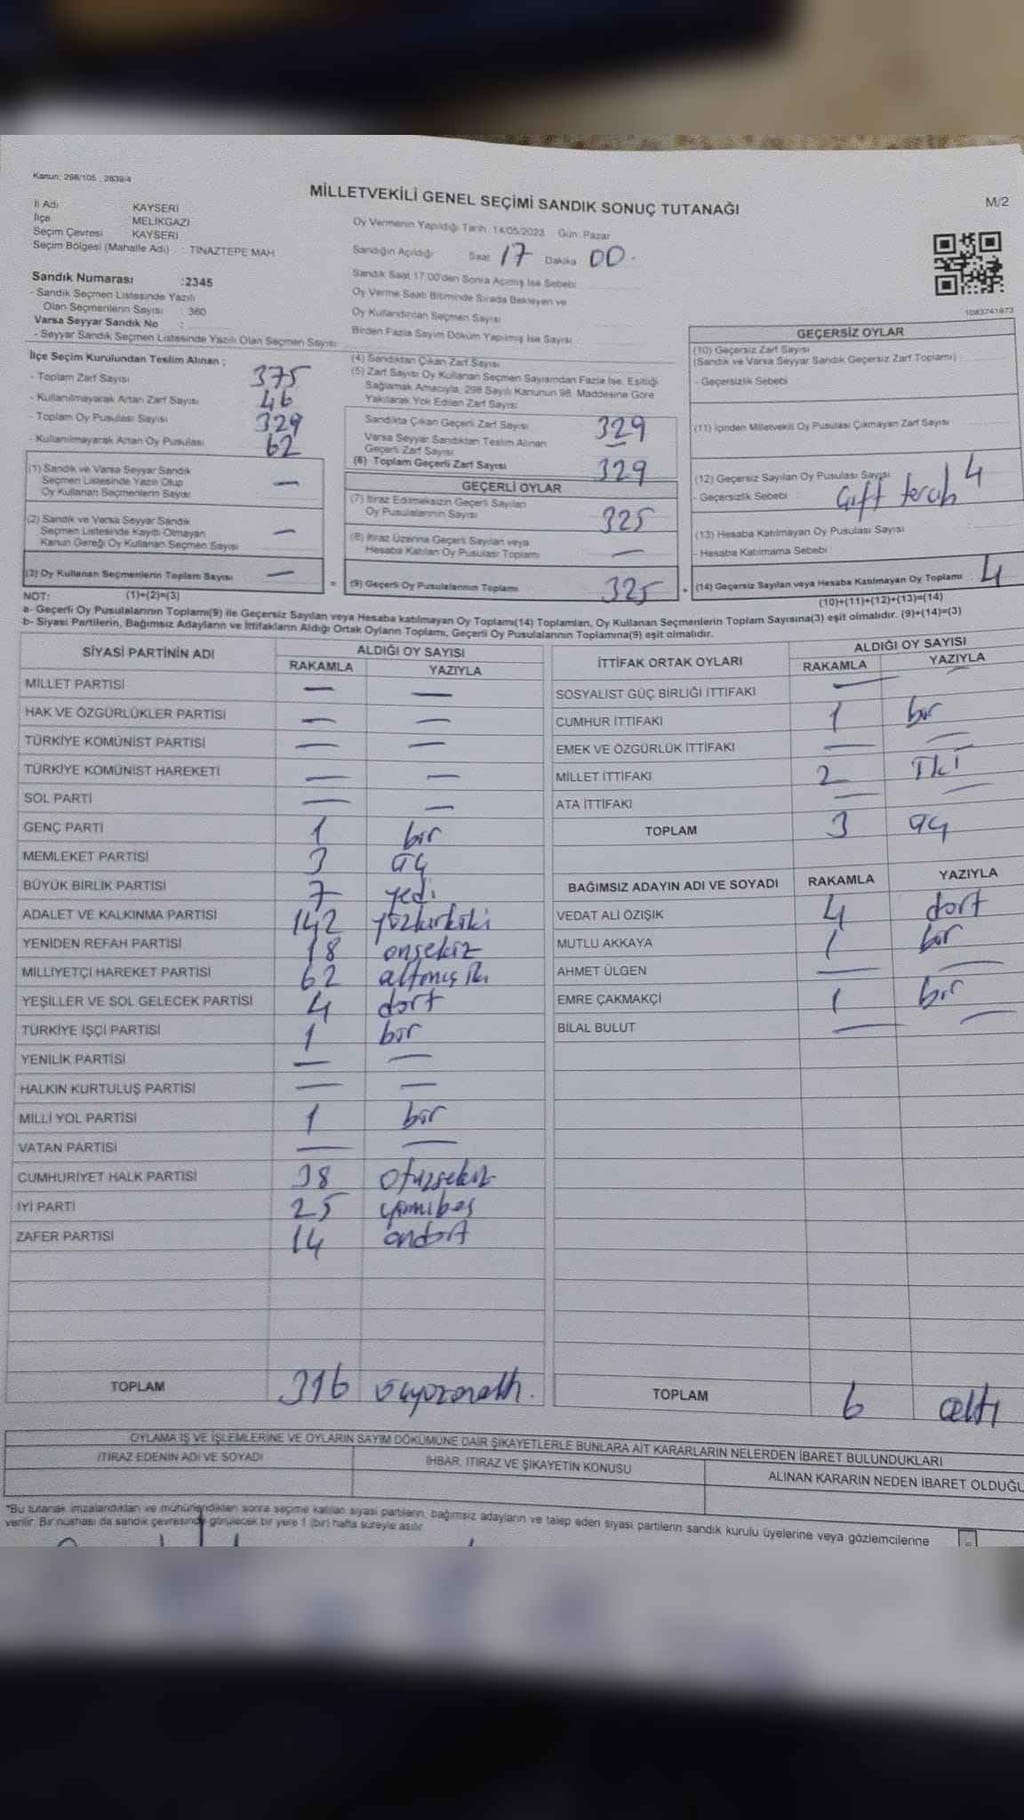 Kanun: 298/105 , 2839/4
MİLLETVEKİLİ GENEL SEÇİMİ SANDIK SONUÇ TUTANAĞI
M/2
İl Adı KAYSERİ
İlçe MELİKGAZİ
Seçim Çevresi KAYSERİ
Seçim Bölgesi (Mahalle Adı) : TINAZTEPE MAH
Oy Vermenin Yapıldığı Tarih: 14/05/2023 Gün: Pazar
Sandığın Açıldığı Saat 17 Dakika 00
Sandık Saat 17:00'den Sonra Açılmış İse Sebebi
Oy Verme Saati Bitiminde Sırada Bekleyen ve
Oy Kullandırılan Seçmen Sayısı
Birden Fazla Sayım Döküm Yapılmış İse Sayısı
Sandık Numarası :2345
- Sandık Seçmen Listesinde Yazılı
Olan Seçmenlerin Sayısı : 360
Varsa Seyyar Sandık No :
- Seyyar Sandık Seçmen Listesinde Yazılı Olan Seçmen Sayısı
1083741873
İlçe Seçim Kurulundan Teslim Alınan ;
- Toplam Zarf Sayısı 375
- Kullanılmayarak Artan Zarf Sayısı 46
- Toplam Oy Pusulası Sayısı 329
- Kullanılmayarak Artan Oy Pusulası 62
(1) Sandık ve Varsa Seyyar Sandık
Seçmen Listesinde Yazılı Olup
Oy Kullanan Seçmenlerin Sayısı —
(2) Sandık ve Varsa Seyyar Sandık
Seçmen Listesinde Kaydı Olmayan
Kanun Gereği Oy Kullanan Seçmen Sayısı —
(3) Oy Kullanan Seçmenlerin Toplam Sayısı —
(4) Sandıktan Çıkan Zarf Sayısı
(5) Zarf Sayısı Oy Kullanan Seçmen Sayısından Fazla İse, Eşitliği
Sağlamak Amacıyla, 298 Sayılı Kanunun 98. Maddesine Göre
Yakılarak Yok Edilen Zarf Sayısı
Sandıkta Çıkan Geçerli Zarf Sayısı 329
Varsa Seyyar Sandıktan Teslim Alınan
Geçerli Zarf Sayısı
(6) Toplam Geçerli Zarf Sayısı 329
GEÇERLİ OYLAR
(7) İtiraz Edilmeksizin Geçerli Sayılan
Oy Pusulalarının Sayısı 325
(8) İtiraz Üzerine Geçerli Sayılan veya
Hesaba Katılan Oy Pusulası Toplamı —
= (9) Geçerli Oy Pusulalarının Toplamı 325
GEÇERSİZ OYLAR
(10) Geçersiz Zarf Sayısı
(Sandık ve Varsa Seyyar Sandık Geçersiz Zarf Toplamı)
- Geçersizlik Sebebi
(11) İçinden Milletvekili Oy Pusulası Çıkmayan Zarf Sayısı
(12) Geçersiz Sayılan Oy Pusulası Sayısı 4
- Geçersizlik Sebebi : Çift tercih
(13) Hesaba Katılmayan Oy Pusulası Sayısı
- Hesaba Katılmama Sebebi
+ (14) Geçersiz Sayılan veya Hesaba Katılmayan Oy Toplamı : 4
NOT: (1)+(2)=(3)
(10)+(11)+(12)+(13)=(14)
a- Geçerli Oy Pusulalarının Toplamı(9) ile Geçersiz Sayılan veya Hesaba katılmayan Oy Toplamı(14) Toplamları, Oy Kullanan Seçmenlerin Toplam Sayısına(3) eşit olmalıdır. (9)+(14)=(3)
b- Siyasi Partilerin, Bağımsız Adayların ve İttifakların Aldığı Ortak Oyların Toplamı, Geçerli Oy Pusulalarının Toplamına(9) eşit olmalıdır.
SİYASİ PARTİNİN ADI ALDIĞI OY SAYISI
RAKAMLA YAZIYLA
MİLLET PARTİSİ — —
HAK VE ÖZGÜRLÜKLER PARTİSİ — —
TÜRKİYE KOMÜNİST PARTİSİ — —
TÜRKİYE KOMÜNİST HAREKETİ — —
SOL PARTİ — —
GENÇ PARTİ 1 bir
MEMLEKET PARTİSİ 3 üç
BÜYÜK BİRLİK PARTİSİ 7 yedi
ADALET VE KALKINMA PARTİSİ 142 yüzkırkiki
YENİDEN REFAH PARTİSİ 18 onsekiz
MİLLİYETÇİ HAREKET PARTİSİ 62 altmış iki
YEŞİLLER VE SOL GELECEK PARTİSİ 4 dört
TÜRKİYE İŞÇİ PARTİSİ 1 bir
YENİLİK PARTİSİ — —
HALKIN KURTULUŞ PARTİSİ — —
MİLLİ YOL PARTİSİ 1 bir
VATAN PARTİSİ — —
CUMHURİYET HALK PARTİSİ 38 otuzsekiz
İYİ PARTİ 25 yirmibeş
ZAFER PARTİSİ 14 ondört
TOPLAM 316 üçyüzonaltı.
İTTİFAK ORTAK OYLARI ALDIĞI OY SAYISI
RAKAMLA YAZIYLA
SOSYALİST GÜÇ BİRLİĞİ İTTİFAKI — —
CUMHUR İTTİFAKI 1 bir
EMEK VE ÖZGÜRLÜK İTTİFAKI — —
MİLLET İTTİFAKI 2 İki
ATA İTTİFAKI — —
TOPLAM 3 üç
BAĞIMSIZ ADAYIN ADI VE SOYADI RAKAMLA YAZIYLA
VEDAT ALİ ÖZIŞIK 4 dört
MUTLU AKKAYA 1 bir
AHMET ÜLGEN — —
EMRE ÇAKMAKÇİ 1 bir
BİLAL BULUT — —
TOPLAM 6 altı
OYLAMA İŞ VE İŞLEMLERİNE VE OYLARIN SAYIM DÖKÜMÜNE DAİR ŞİKAYETLERLE BUNLARA AİT KARARLARIN NELERDEN İBARET BULUNDUKLARI
İTİRAZ EDENİN ADI VE SOYADI İHBAR, İTİRAZ VE ŞİKAYETİN KONUSU ALINAN KARARIN NEDEN İBARET OLDUĞU
*Bu tutanak imzalandıktan ve mühürlendikten sonra seçime katılan siyasi partilerin, bağımsız adayların ve talep eden siyasi partilerin sandık kurulu üyelerine veya gözlemcilerine
verilir. Bir nüshası da sandık çevresinde görülecek bir yere 1 (bir) hafta süreyle asılır